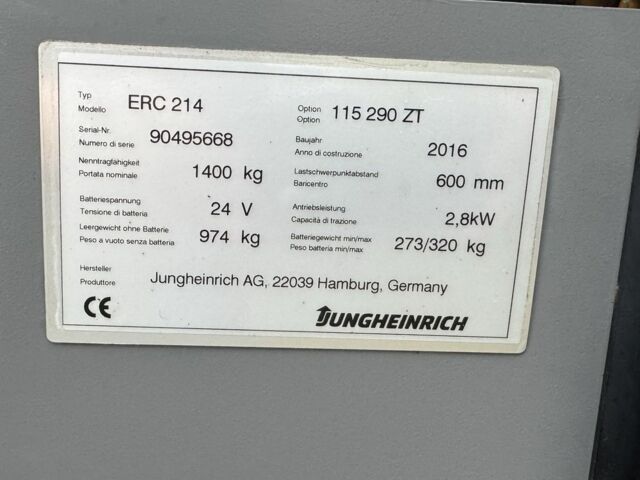 Typ
Modello ERC 214 Option
Option 115 290 ZT
Serial-Nr.
Numero di serie 90495668 Baujahr
Anno di costruzione 2016
Nenntragfähigkeit
Portata nominale 1400 kg Lastschwerpunktabstand
Baricentro 600 mm
Batteriespannung
Tensione di batteria 24 V Antriebsleistung
Capacità di trazione 2,8kW
Leergewicht ohne Batterie
Peso a vuoto senza batteria 974 kg Batteriegewicht min/max
Peso batteria min/max 273/320 kg
Hersteller
Produttore Jungheinrich AG, 22039 Hamburg, Germany
CE JUNGHEINRICH